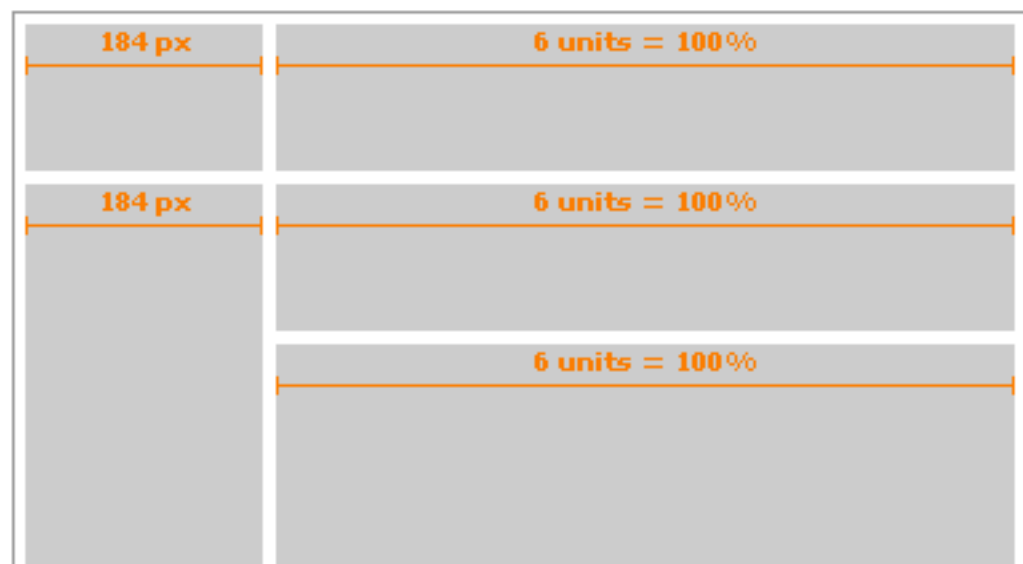 184 px
6 units = 100%
184 px
6 units = 100%
6 units = 100%